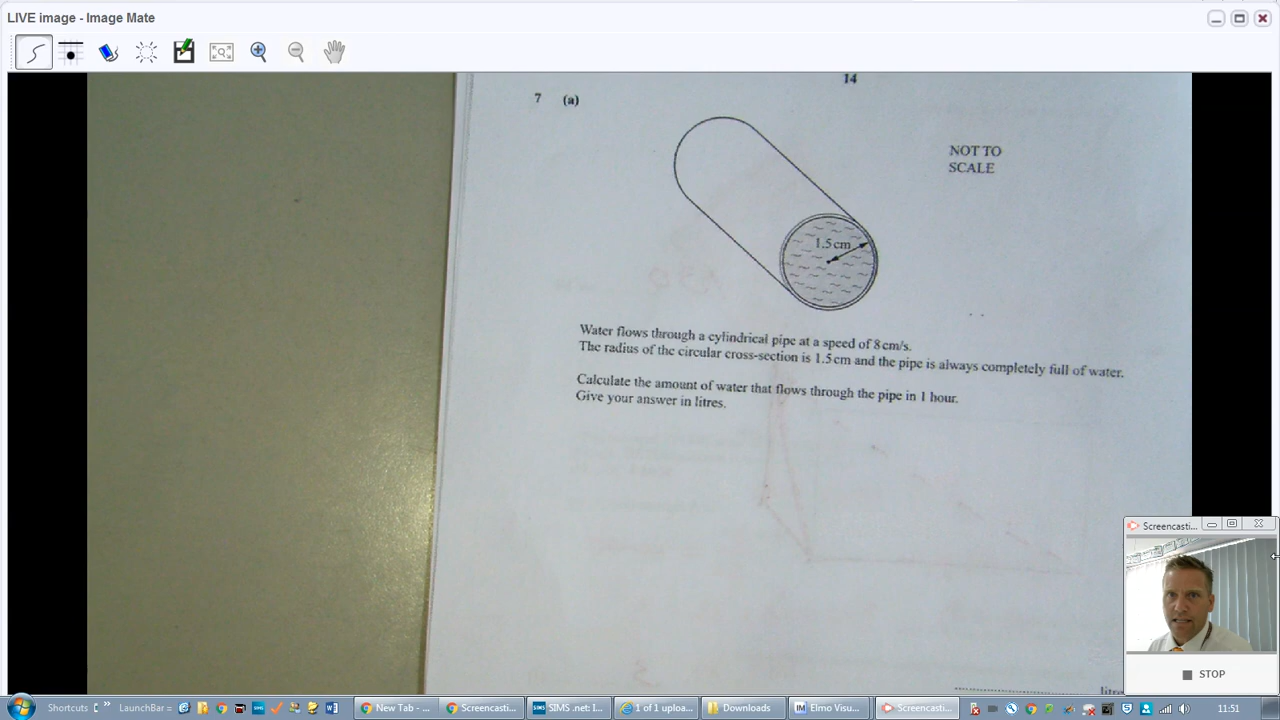 LIVE image - Image Mate
14
7 (a)
NOT TO
SCALE
1.5 cm
Water flows through a cylindrical pipe at a speed of 8 cm/s.
The radius of the circular cross-section is 1.5 cm and the pipe is always completely full of water.
Calculate the amount of water that flows through the pipe in 1 hour.
Give your answer in litres.
Screencasti...
STOP
Shortcuts
LaunchBar
New Tab - ...
Screencasti...
SIMS .net: I...
1 of 1 uploa...
Downloads
Elmo Visu...
Screencasti...
11:51